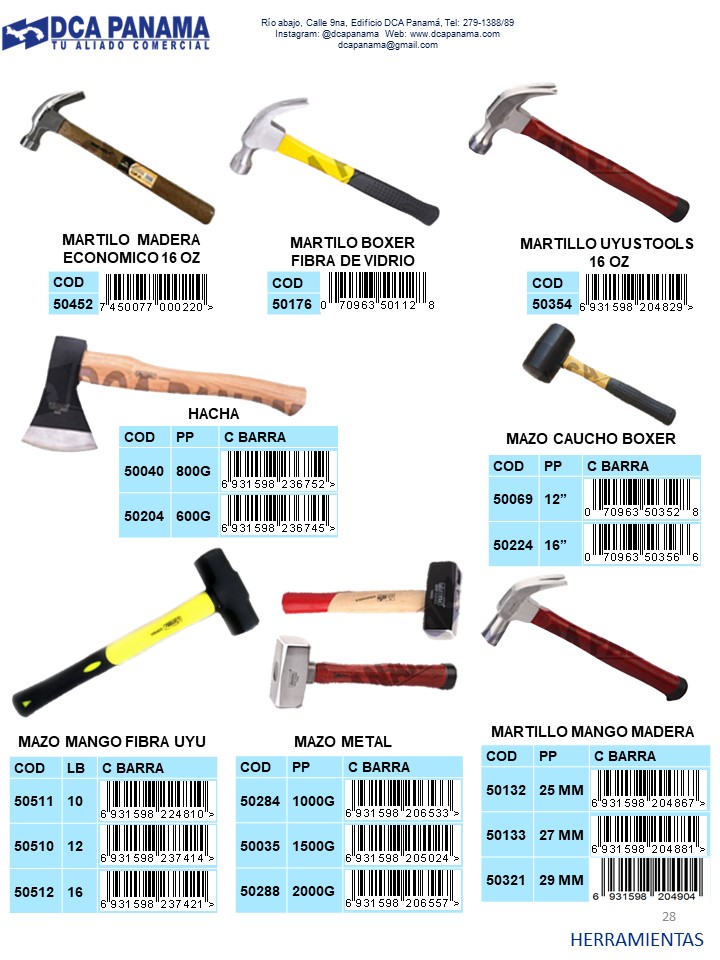 DCA PANAMA
TU ALIADO COMERCIAL
Río abajo, Calle 9na, Edificio DCA Panamá, Tel: 279-1388/89
Instagram: @dcapanama Web: www.dcapanama.com
dcapanama@gmail.com
MARTILO MADERA
ECONOMICO 16 OZ
COD
50452
7 450077 000220 >
MARTILO BOXER
FIBRA DE VIDRIO
COD
50176
0 70963 50112 8
MARTILLO UYUSTOOLS
16 OZ
COD
50354
6 931598 204829 >
HACHA
COD PP C BARRA
50040 800G
6 931598 236752 >
50204 600G
6 931598 236745 >
MAZO CAUCHO BOXER
COD PP C BARRA
50069 12”
0 70963 50352 8
50224 16”
0 70963 50356 6
MAZO MANGO FIBRA UYU
COD LB C BARRA
50511 10
6 931598 224810 >
50510 12
6 931598 237414 >
50512 16
6 931598 237421 >
MAZO METAL
COD PP C BARRA
50284 1000G
6 931598 206533 >
50035 1500G
6 931598 205024 >
50288 2000G
6 931598 206557 >
MARTILLO MANGO MADERA
COD PP C BARRA
50132 25 MM
6 931598 204867 >
50133 27 MM
6 931598 204881 >
50321 29 MM
6 931598 204904
28
HERRAMIENTAS